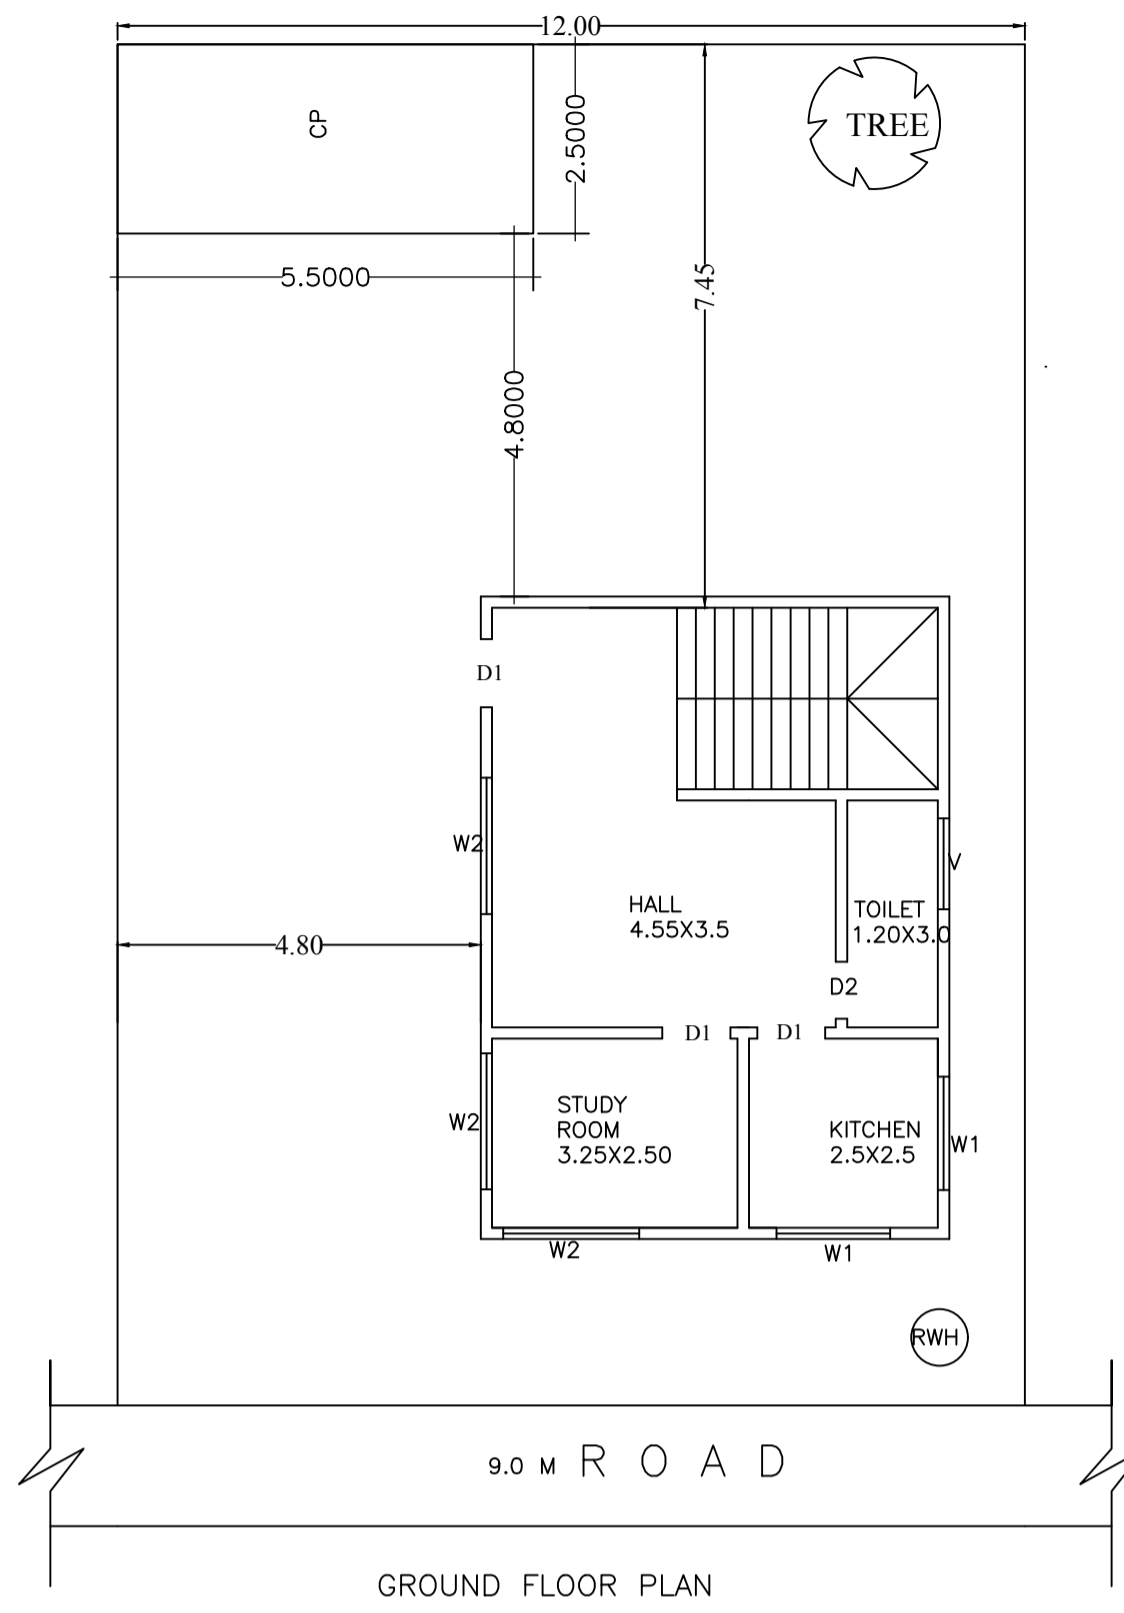 12.00
CP
2.5000
TREE
5.5000
7.45
4.8000
D1
W2
V
HALL
4.55X3.5
TOILET
1.20X3.0
4.80
D2
D1
D1
STUDY
ROOM
3.25X2.50
W2
KITCHEN
2.5X2.5
W1
W2
W1
RWH
9.0 M ROAD
GROUND FLOOR PLAN